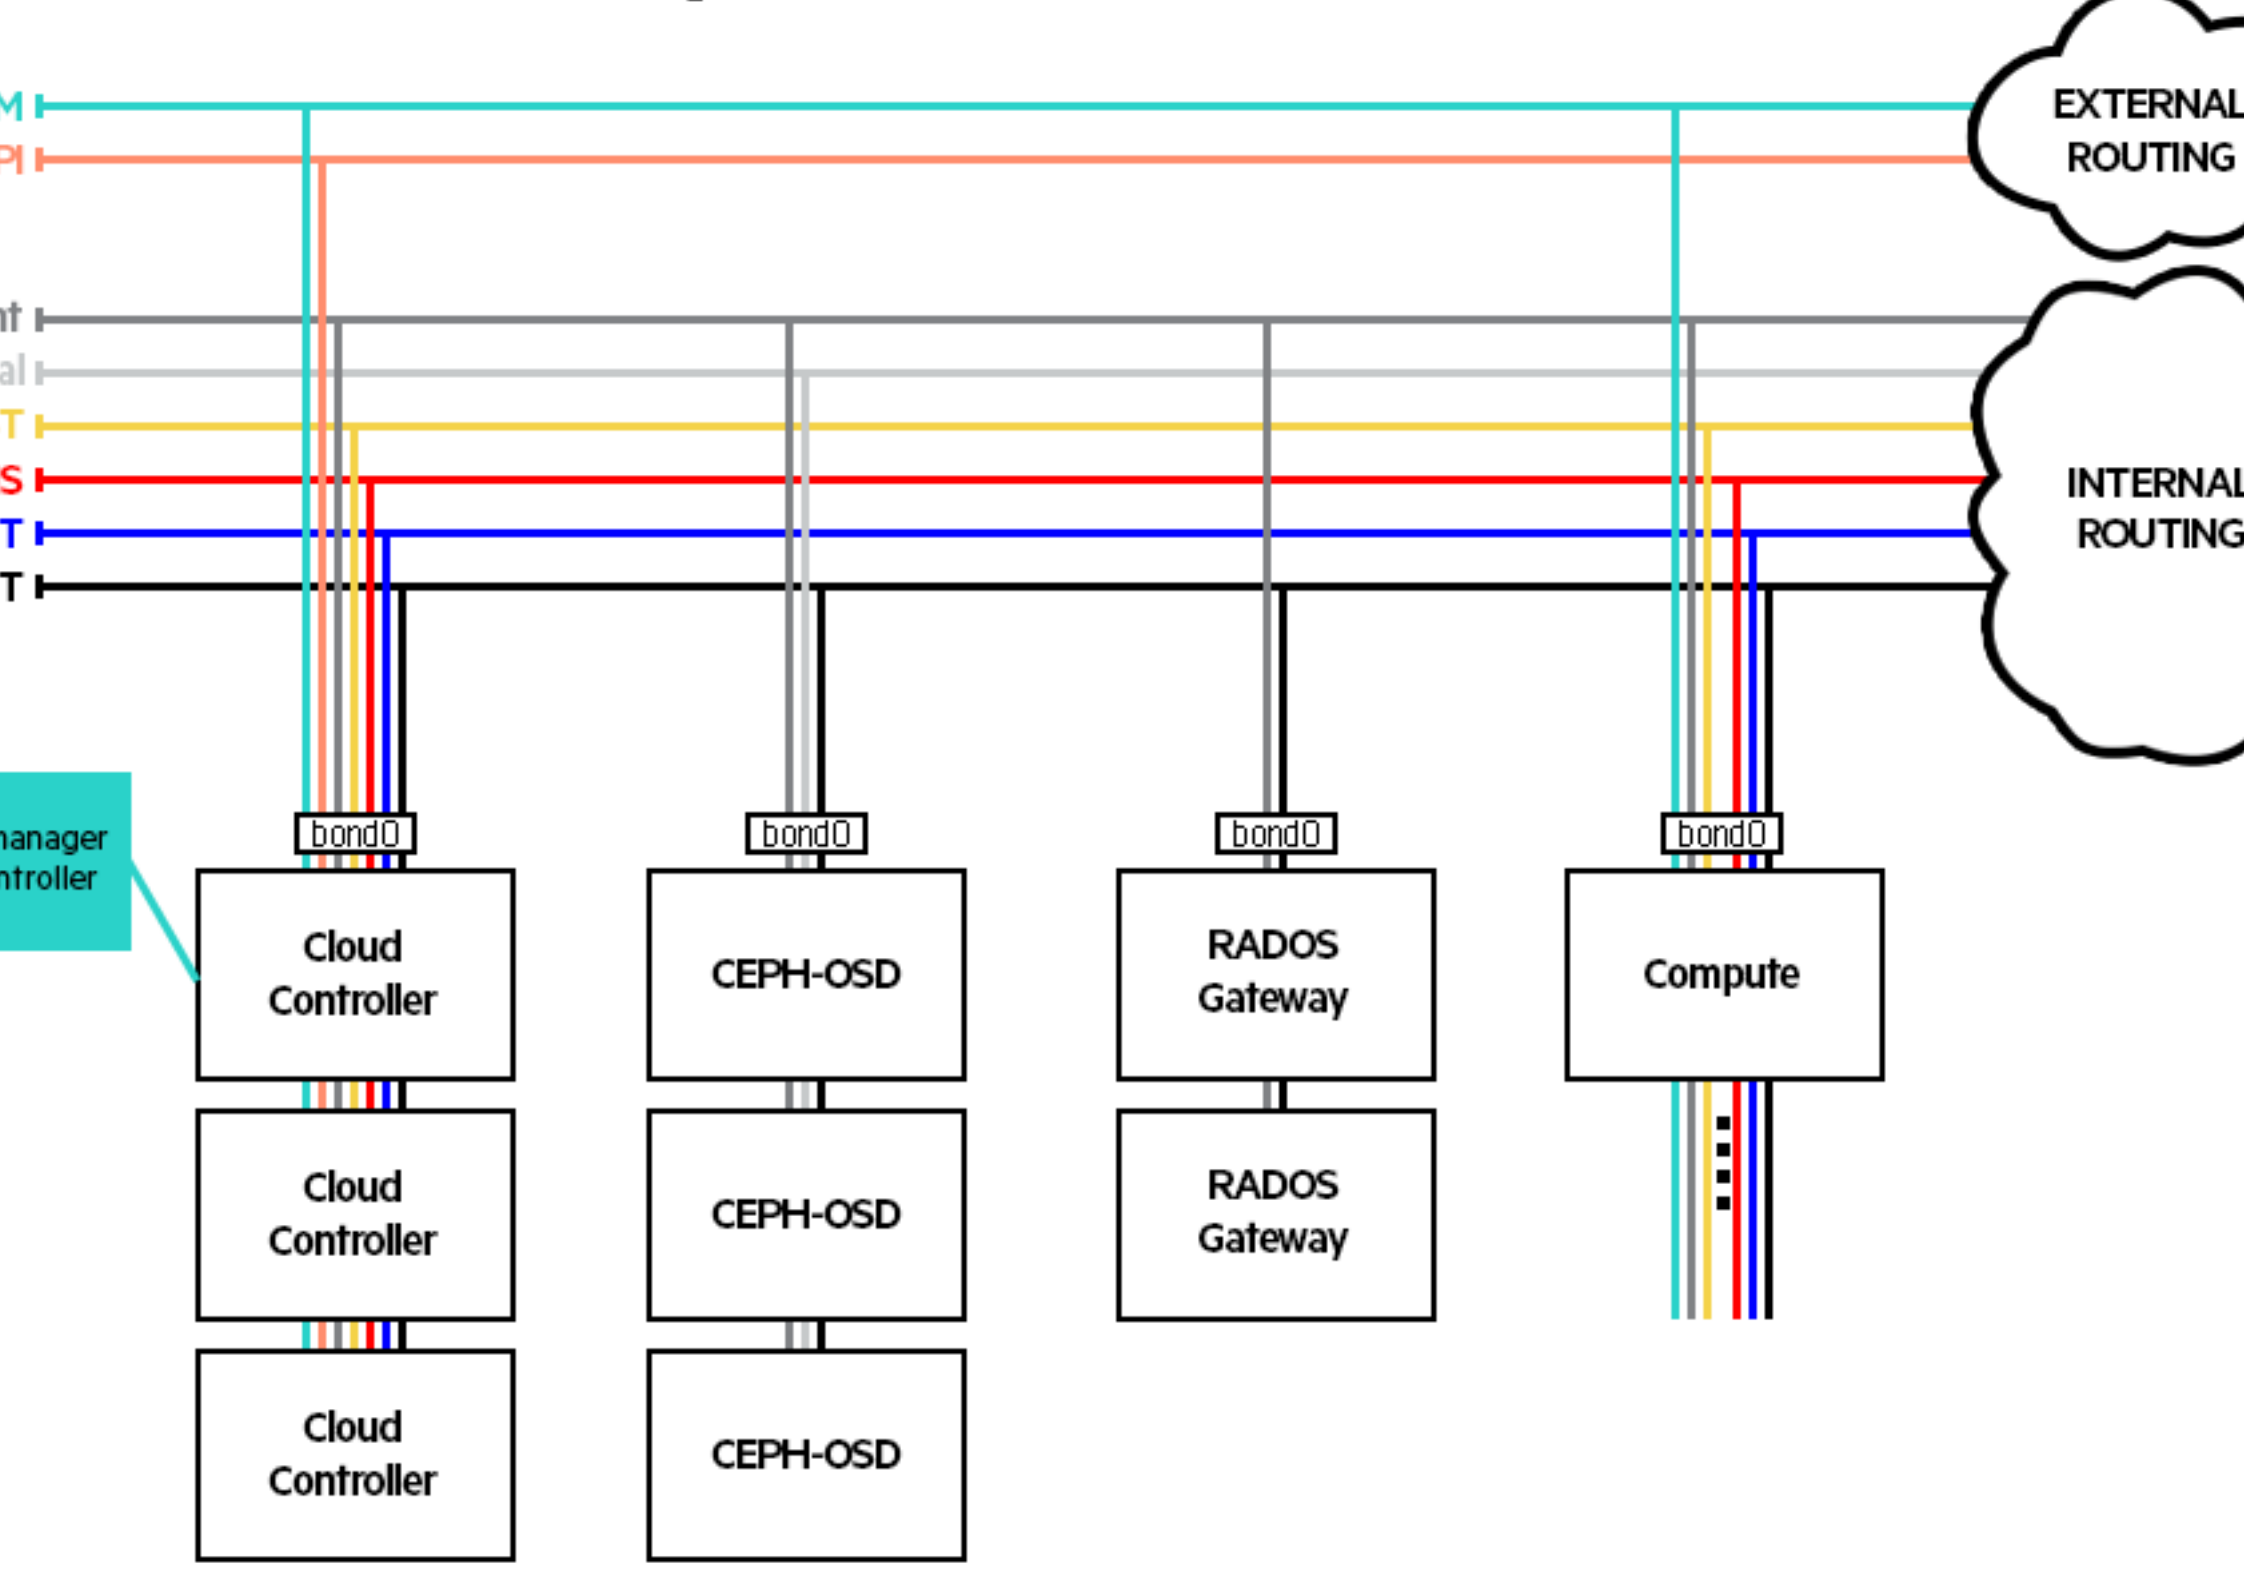 M
PI
EXTERNAL
ROUTING
nt
al
T
S
T
T
INTERNAL
ROUTING
manager
ntroller
bond0
bond0
bond0
bond0
Cloud
Controller
CEPH-OSD
RADOS
Gateway
Compute
Cloud
Controller
CEPH-OSD
RADOS
Gateway
Cloud
Controller
CEPH-OSD